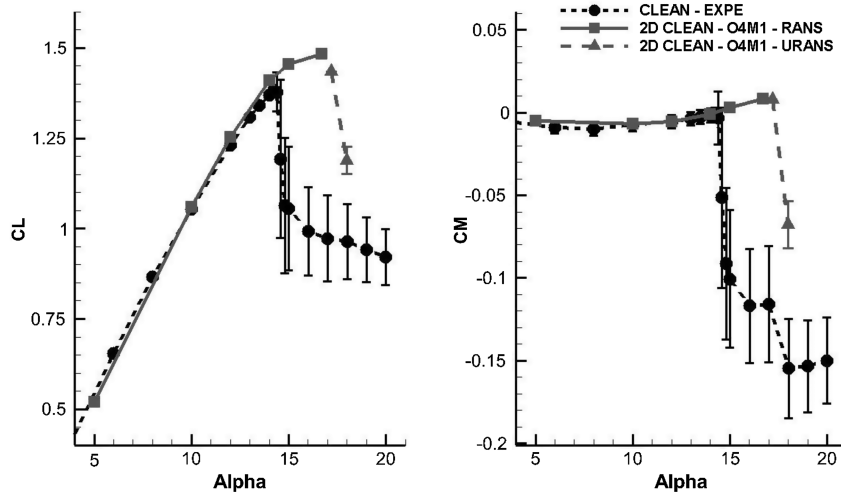 CLEAN - EXPE
2D CLEAN - O4M1 - RANS
2D CLEAN - O4M1 - URANS
1.5
1.25
1
0.75
0.5
CL
5
10
15
20
Alpha
0.05
0
-0.05
-0.1
-0.15
-0.2
CM
5
10
15
20
Alpha